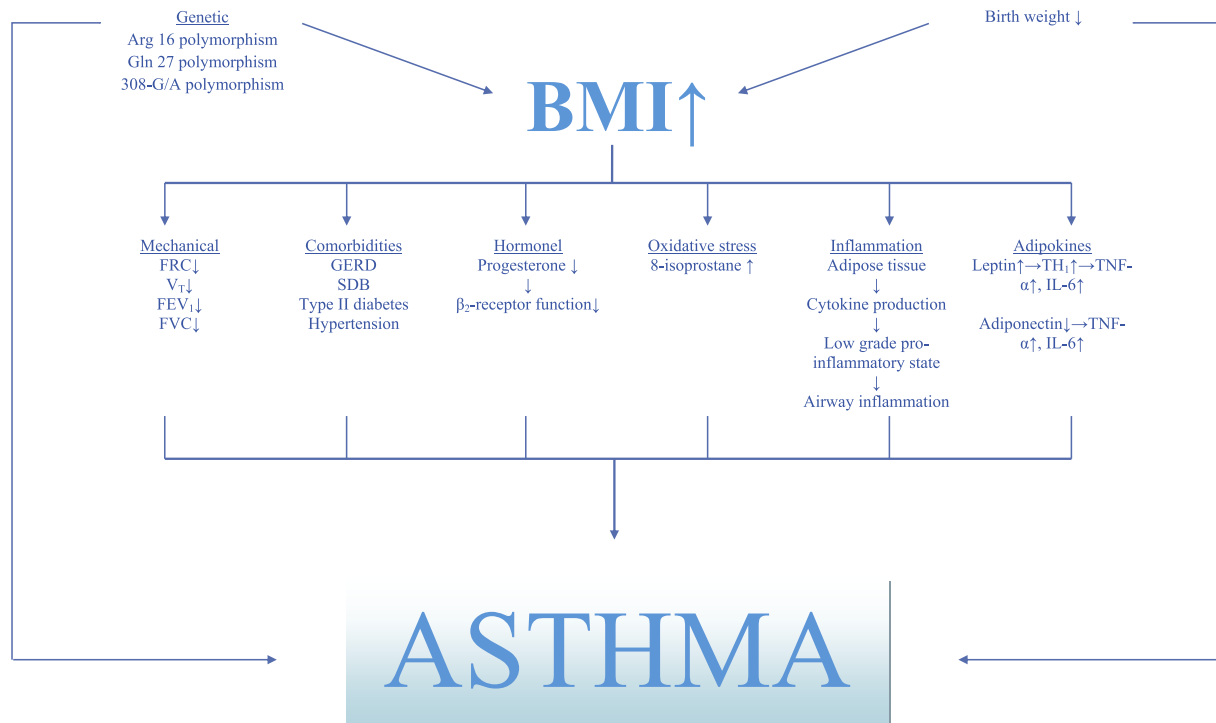 Genetic
Arg 16 polymorphism
Gln 27 polymorphism
308-G/A polymorphism
Birth weight ↓
BMI↑
Mechanical
FRC↓
V_T↓
FEV₁↓
FVC↓
Comorbidities
GERD
SDB
Type II diabetes
Hypertension
Hormonel
Progesterone ↓
↓
β₂-receptor function↓
Oxidative stress
8-isoprostane ↑
Inflammation
Adipose tissue
↓
Cytokine production
↓
Low grade pro-
inflammatory state
↓
Airway inflammation
Adipokines
Leptin↑→TH₁↑→TNF-
α↑, IL-6↑
Adiponectin↓→TNF-
α↑, IL-6↑
ASTHMA